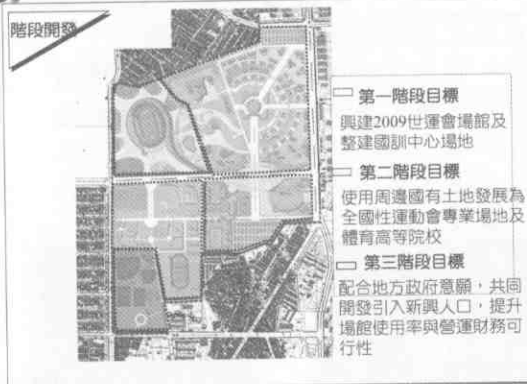 階段開發
第一階段目標
興建2009世運會場館及
整建國訓中心場地
第二階段目標
使用周邊國有土地發展為
全國性運動會專業場地及
體育高等院校
第三階段目標
配合地方政府意願，共同
開發引入新興人口，提升
場館使用率與營運財務可
行性